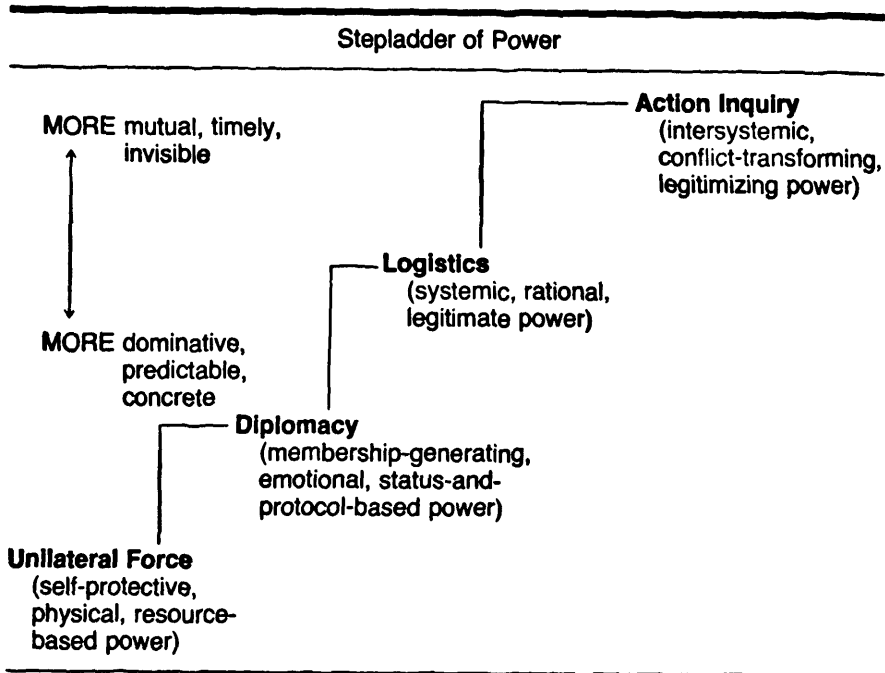 Stepladder of Power
Action Inquiry
(intersystemic,
conflict-transforming,
legitimizing power)
MORE mutual, timely,
invisible
Logistics
(systemic, rational,
legitimate power)
MORE dominative,
predictable,
concrete
Diplomacy
(membership-generating,
emotional, status-and-
protocol-based power)
Unilateral Force
(self-protective,
physical, resource-
based power)